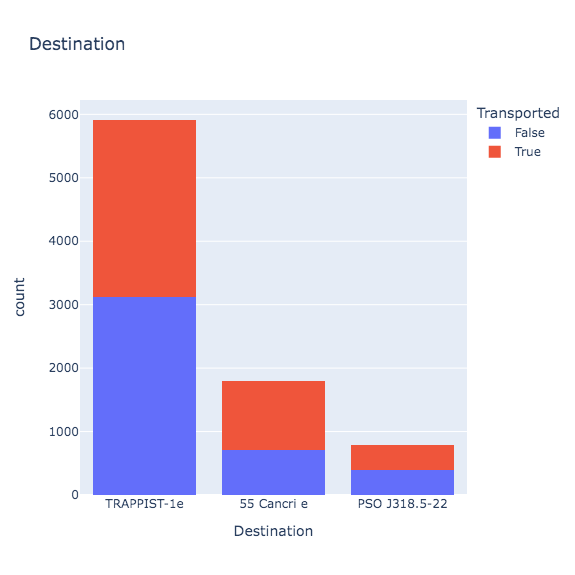 Destination
Transported
False
True
6000
5000
4000
3000
2000
1000
0
count
TRAPPIST-1e
55 Cancri e
PSO J318.5-22
Destination